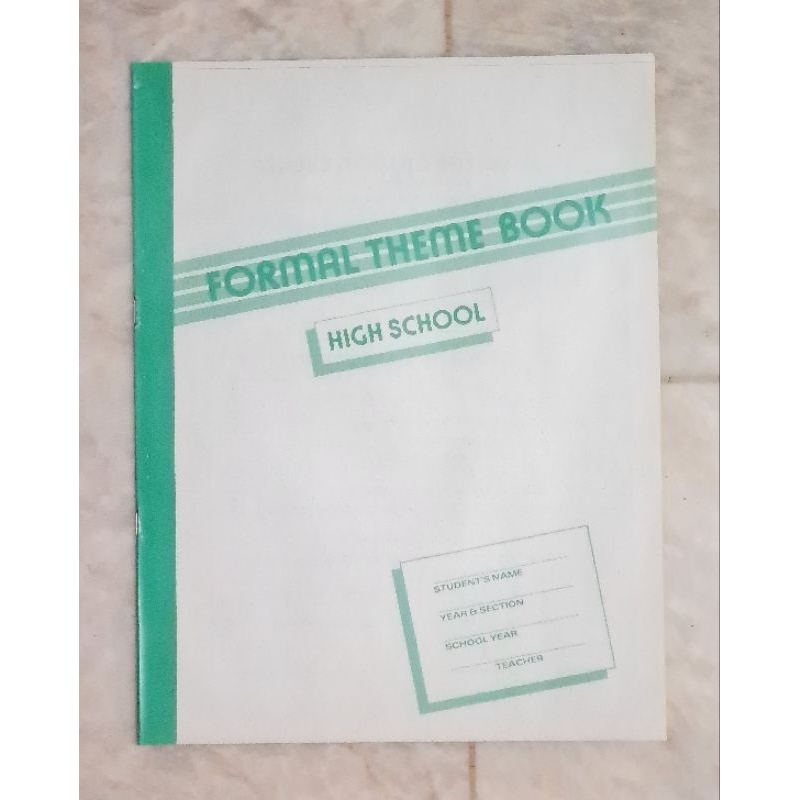 FORMAL THEME BOOK
HIGH SCHOOL
STUDENT'S NAME
YEAR & SECTION
SCHOOL YEAR
TEACHER